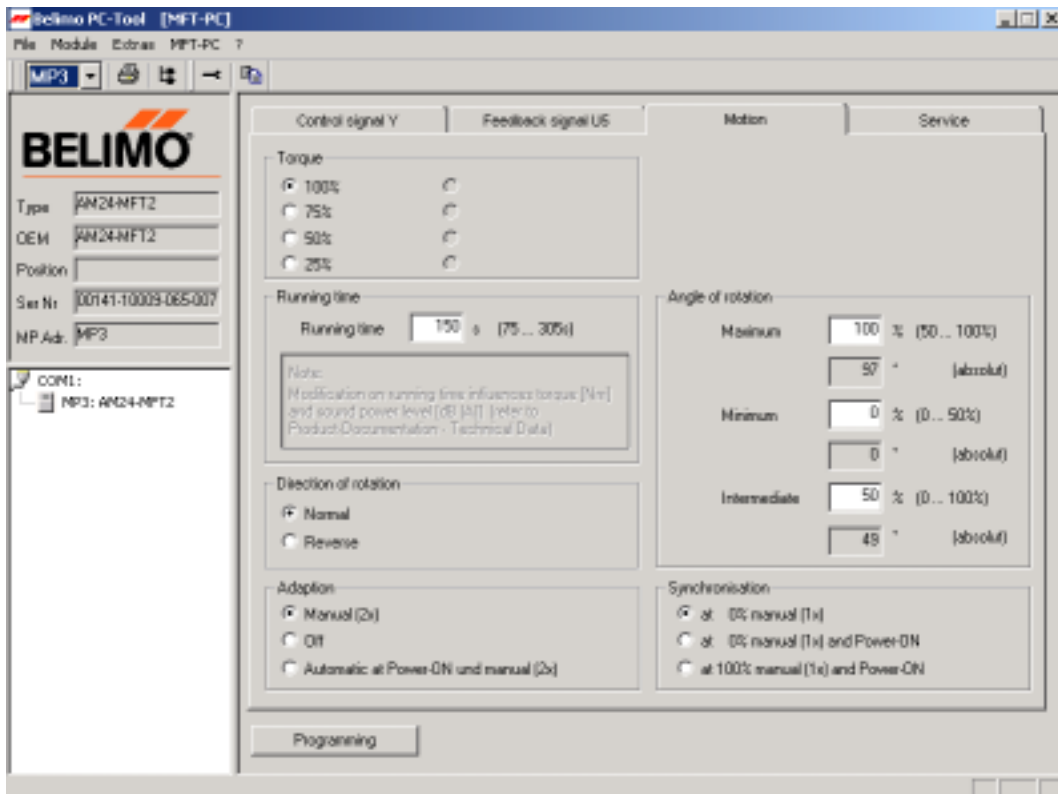 Belimo PC-Tool [MFT-PC]
File Module Extras MFT-PC ?
MP3
BELIMO
Type AM24-MFT2
OEM AM24-MFT2
Position
Ser Nr 00141-10009-065-007
MP Adr. MP3
COM1:
MP3: AM24-MFT2
Control signal Y Feedback signal U5 Motion Service
Torque
100%
75%
50%
25%
Running time
Running time 150 s (75 ... 305s)
Note:
Modification on running time influences torque [Nm]
and sound power level [dB (A)] (refer to
Product-Documentation - Technical Data)
Direction of rotation
Normal
Reverse
Adaption
Manual (2x)
Off
Automatic at Power-ON und manual (2x)
Angle of rotation
Maximum 100 % (50 ... 100%)
97 ° (absolut)
Minimum 0 % (0 ... 50%)
0 ° (absolut)
Intermediate 50 % (0 ... 100%)
49 ° (absolut)
Synchronisation
at 0% manual (1x)
at 0% manual (1x) and Power-ON
at 100% manual (1x) and Power-ON
Programming